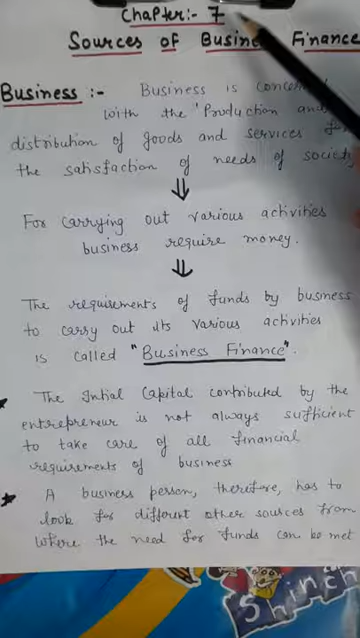 Chapter:- 7
Sources of Business Finance
Business :- Business is
with the Production
distribution of goods and services
the satisfaction of needs of society
⇓
For carrying out various activities
business require money.
⇓
The requirements of funds by business
to carry out its various activities
is called "Business Finance".
The Intial Capital contributed by the
entrepreneur is not always sufficient
to take care of all financial
requirements of business
A business person, therefore, has to
look for different other sources from
where the need for funds can be met
Shinch